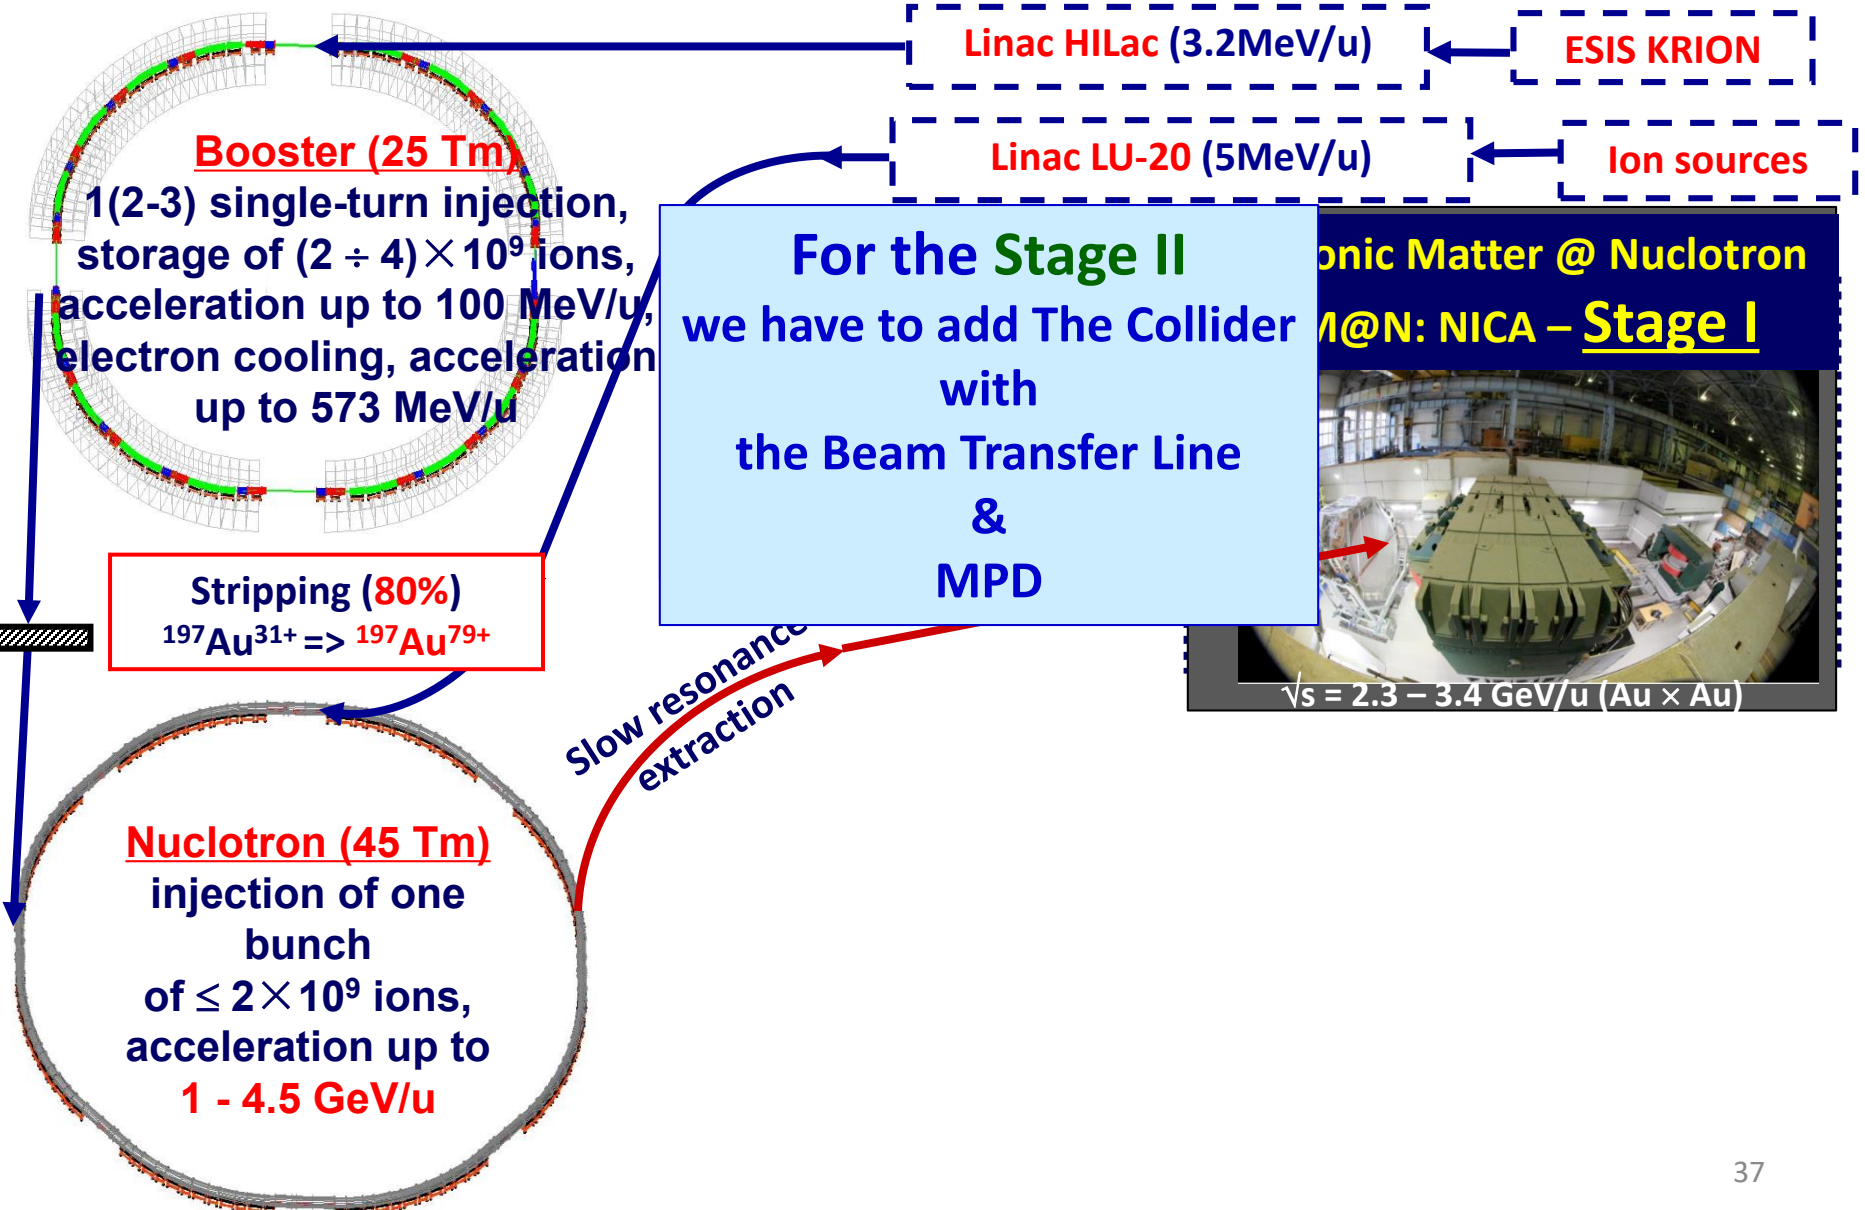 Linac HILac (3.2MeV/u)
ESIS KRION
Linac LU-20 (5MeV/u)
Ion sources
Booster (25 Tm)
1(2-3) single-turn injection,
storage of (2 ÷ 4)×10⁹ ions,
acceleration up to 100 MeV/u,
electron cooling, acceleration
up to 573 MeV/u
For the Stage II
we have to add The Collider
with
the Beam Transfer Line
&
MPD
onic Matter @ Nuclotron
M@N: NICA – Stage I
√s = 2.3 – 3.4 GeV/u (Au × Au)
Stripping (80%)
¹⁹⁷Au³¹⁺ => ¹⁹⁷Au⁷⁹⁺
Slow resonance
extraction
Nuclotron (45 Tm)
injection of one
bunch
of ≤ 2×10⁹ ions,
acceleration up to
1 - 4.5 GeV/u
37